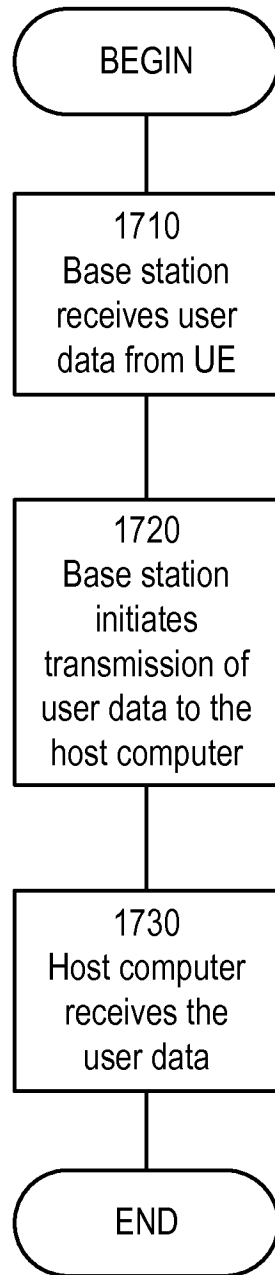 BEGIN
1710
Base station
receives user
data from UE
1720
Base station
initiates
transmission of
user data to the
host computer
1730
Host computer
receives the
user data
END